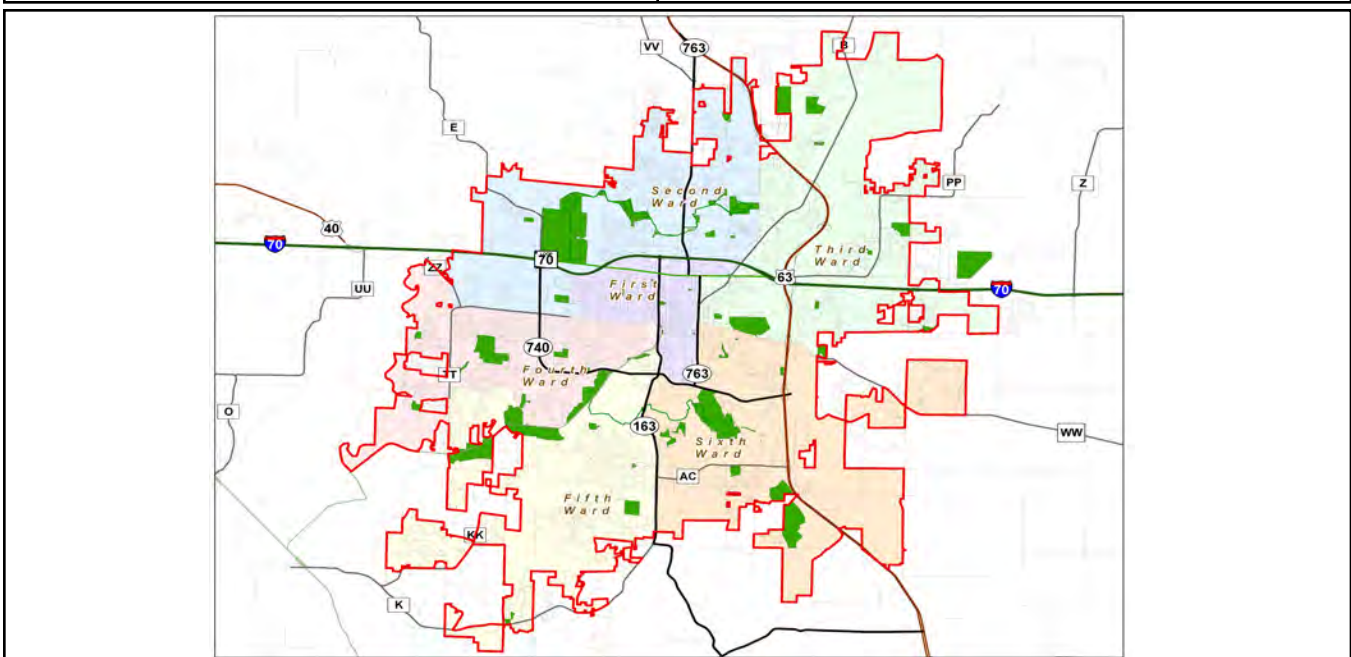 VV
763
B
E
PP
Z
Second
Ward
40
70
Third
Ward
70
ZZ
63
UU
First
Ward
70
740
TT
Fourth
Ward
763
O
163
WW
Sixth
Ward
AC
Fifth
Ward
KK
K